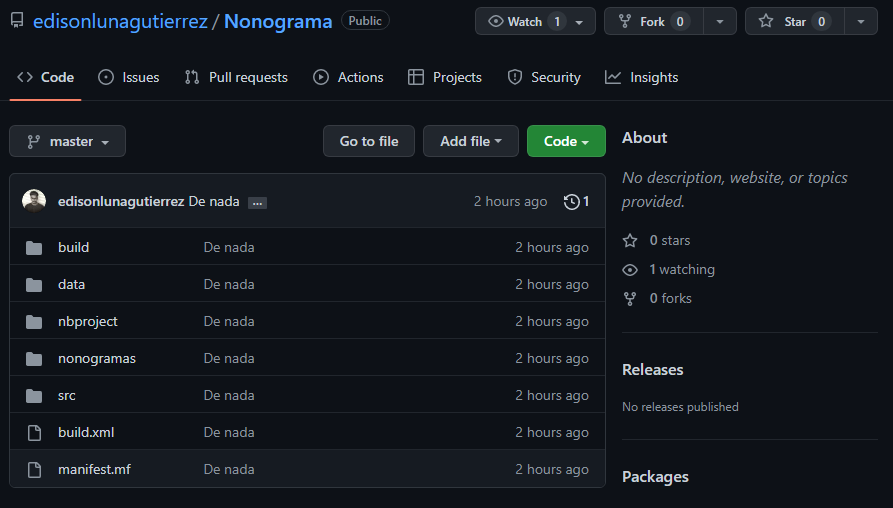 edisonlunagutierrez / Nonograma Public Watch 1 Fork 0 Star 0
Code Issues Pull requests Actions Projects Security Insights
master Go to file Add file Code
edisonlunagutierrez De nada ... 2 hours ago 1
build De nada 2 hours ago
data De nada 2 hours ago
nbproject De nada 2 hours ago
nonogramas De nada 2 hours ago
src De nada 2 hours ago
build.xml De nada 2 hours ago
manifest.mf De nada 2 hours ago
About
No description, website, or topics
provided.
0 stars
1 watching
0 forks
Releases
No releases published
Packages